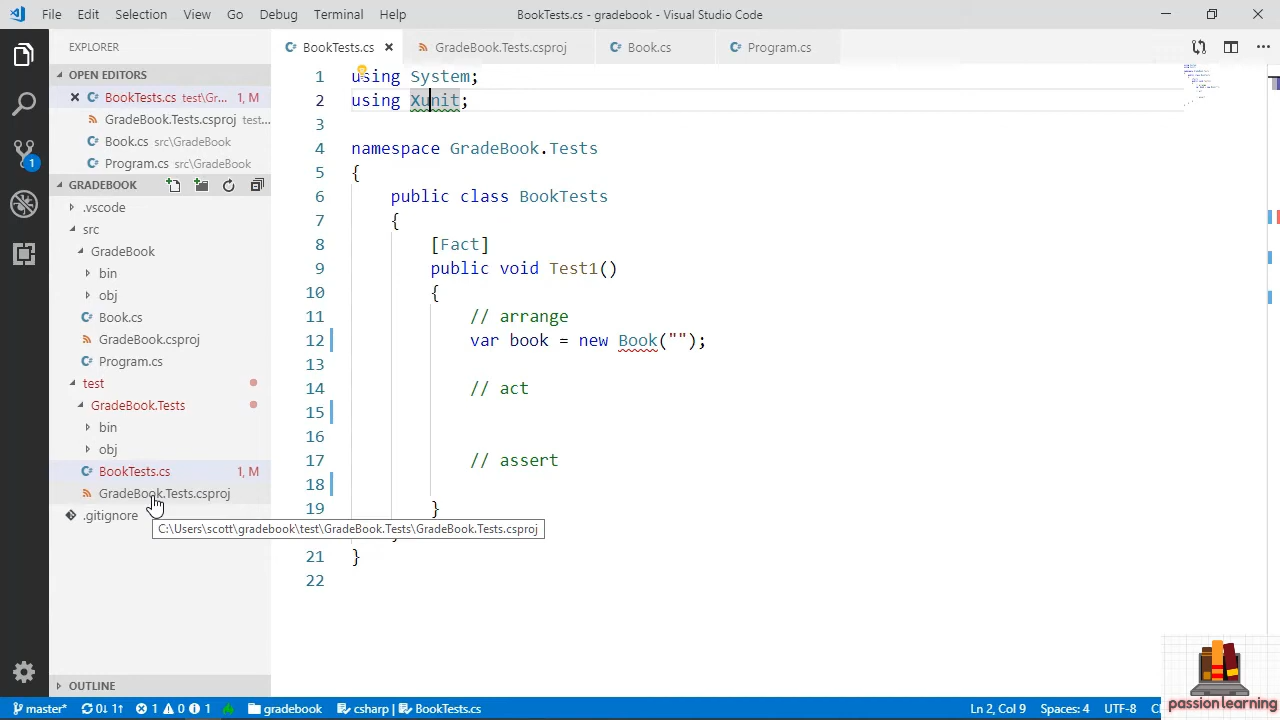 File Edit Selection View Go Debug Terminal Help BookTests.cs - gradebook - Visual Studio Code
EXPLORER
OPEN EDITORS
BookTests.cs test\Gr... 1, M
GradeBook.Tests.csproj test...
Book.cs src\GradeBook
Program.cs src\GradeBook
GRADEBOOK
.vscode
src
GradeBook
bin
obj
Book.cs
GradeBook.csproj
Program.cs
test
GradeBook.Tests
bin
obj
BookTests.cs 1, M
GradeBook.Tests.csproj
.gitignore
C:\Users\scott\gradebook\test\GradeBook.Tests\GradeBook.Tests.csproj
OUTLINE
1
BookTests.cs GradeBook.Tests.csproj Book.cs Program.cs
1 using System;
2 using Xunit;
3
4 namespace GradeBook.Tests
5 {
6 public class BookTests
7 {
8 [Fact]
9 public void Test1()
10 {
11 // arrange
12 var book = new Book("");
13
14 // act
15
16
17 // assert
18
19 }
21 }
22
passionlearning
master* 0↓ 1↑ 1 0 1 gradebook csharp | BookTests.cs Ln 2, Col 9 Spaces: 4 UTF-8